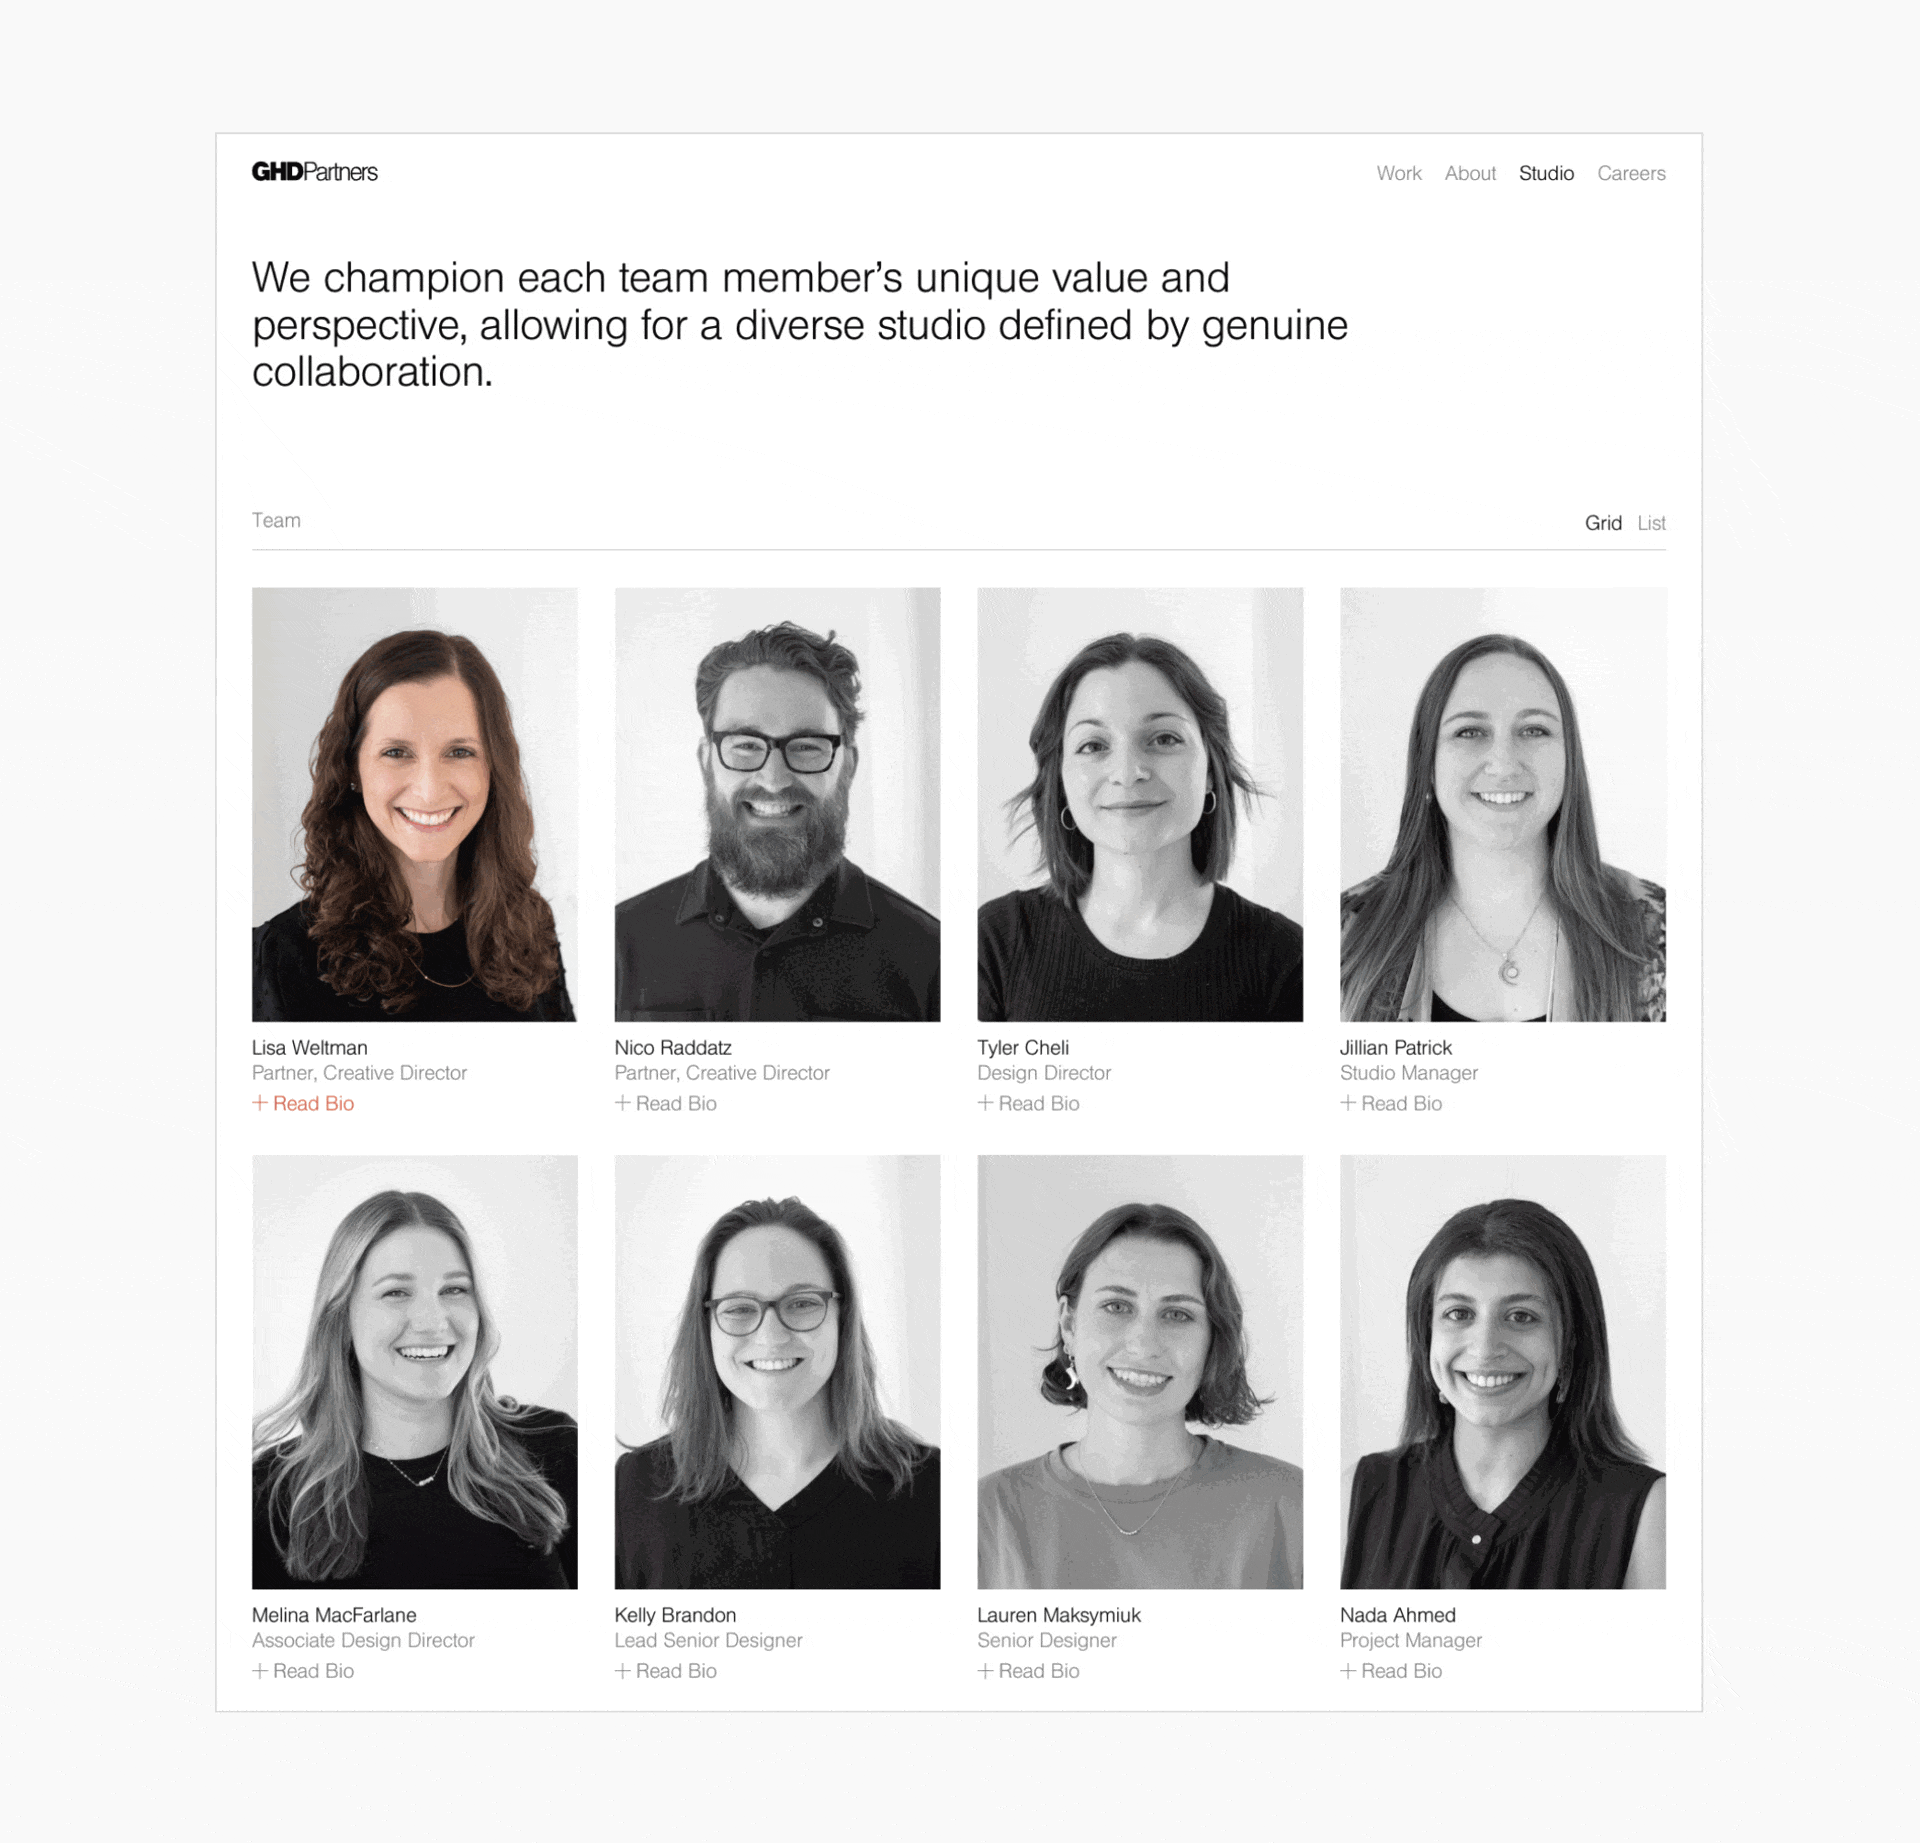 GHDPartners
Work About Studio Careers
We champion each team member’s unique value and
perspective, allowing for a diverse studio defined by genuine
collaboration.
Team
Grid List
Lisa Weltman
Partner, Creative Director
+ Read Bio
Nico Raddatz
Partner, Creative Director
+ Read Bio
Tyler Cheli
Design Director
+ Read Bio
Jillian Patrick
Studio Manager
+ Read Bio
Melina MacFarlane
Associate Design Director
+ Read Bio
Kelly Brandon
Lead Senior Designer
+ Read Bio
Lauren Maksymiuk
Senior Designer
+ Read Bio
Nada Ahmed
Project Manager
+ Read Bio